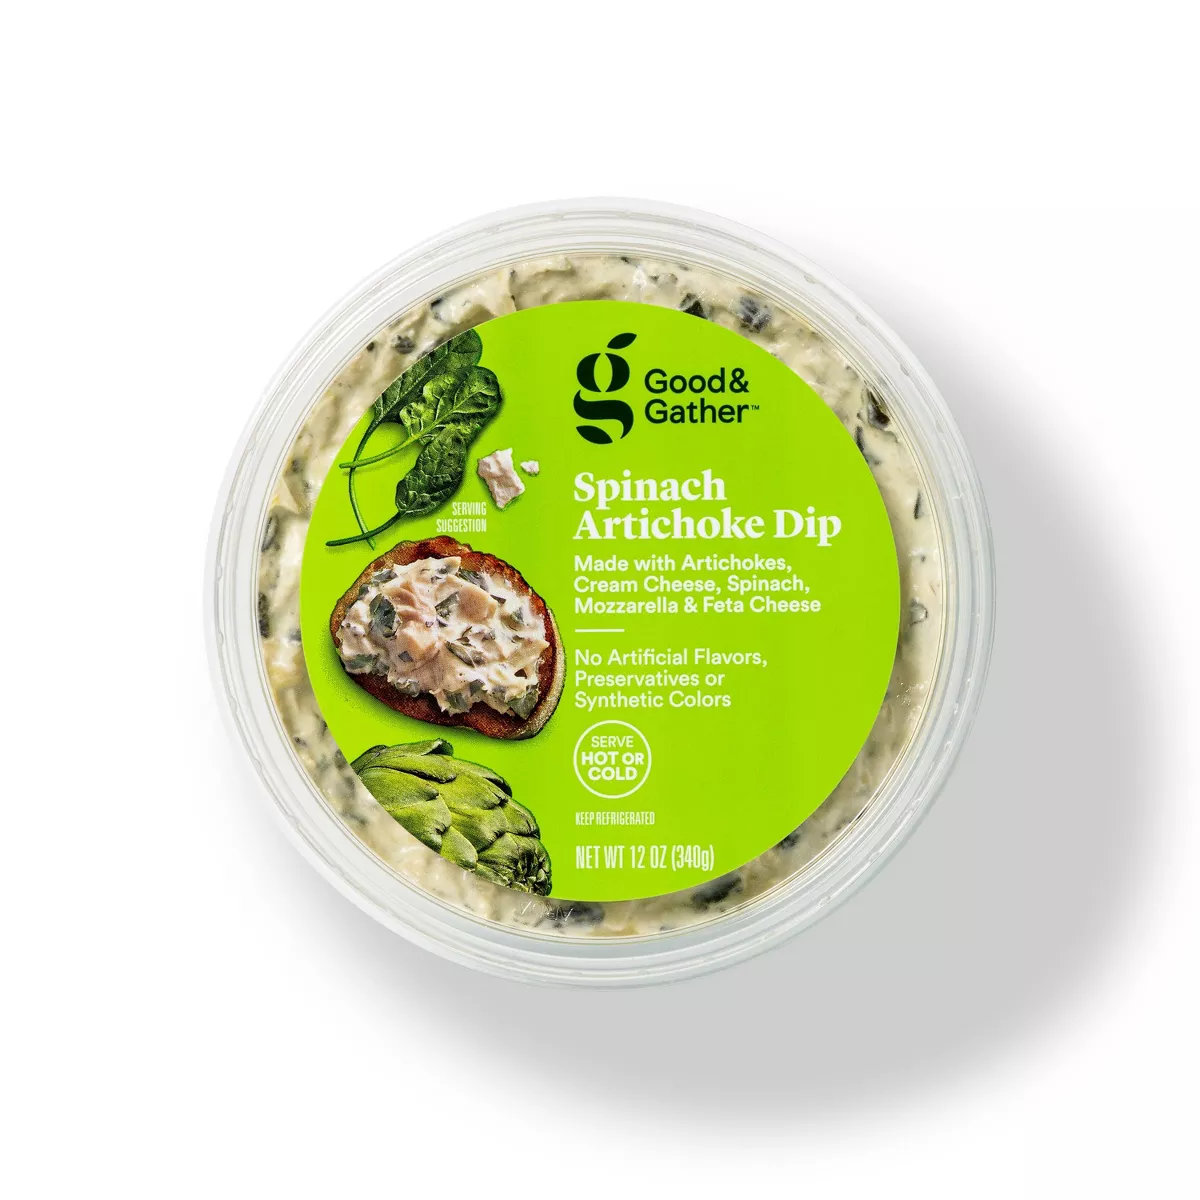 Good&
Gather™
Spinach
Artichoke Dip
Made with Artichokes,
Cream Cheese, Spinach,
Mozzarella & Feta Cheese
No Artificial Flavors,
Preservatives or
Synthetic Colors
SERVE
HOT OR
COLD
KEEP REFRIGERATED
NET WT 12 OZ (340g)
SERVING
SUGGESTION